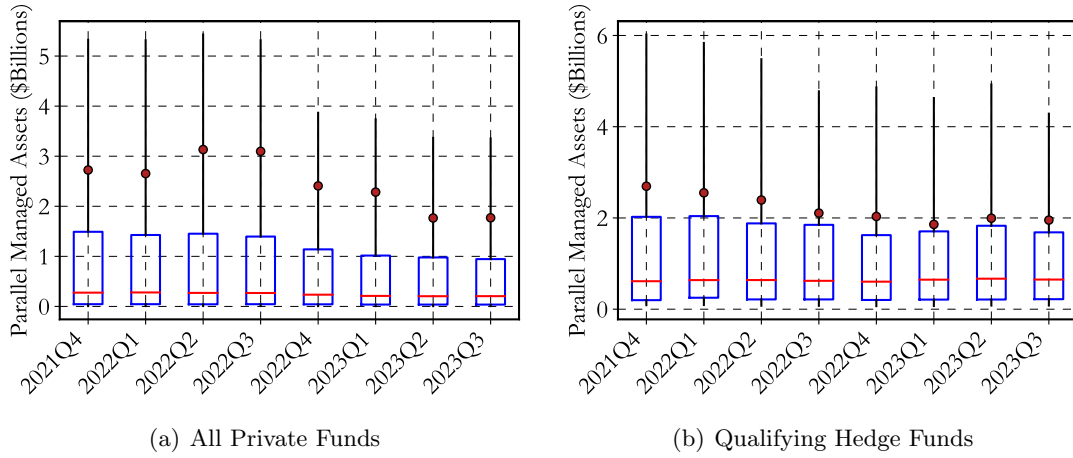 Parallel Managed Assets ($Billions)
5
4
3
2
1
0
2021Q4
2022Q1
2022Q2
2022Q3
2022Q4
2023Q1
2023Q2
2023Q3
(a) All Private Funds
Parallel Managed Assets ($Billions)
6
4
2
0
2021Q4
2022Q1
2022Q2
2022Q3
2022Q4
2023Q1
2023Q2
2023Q3
(b) Qualifying Hedge Funds